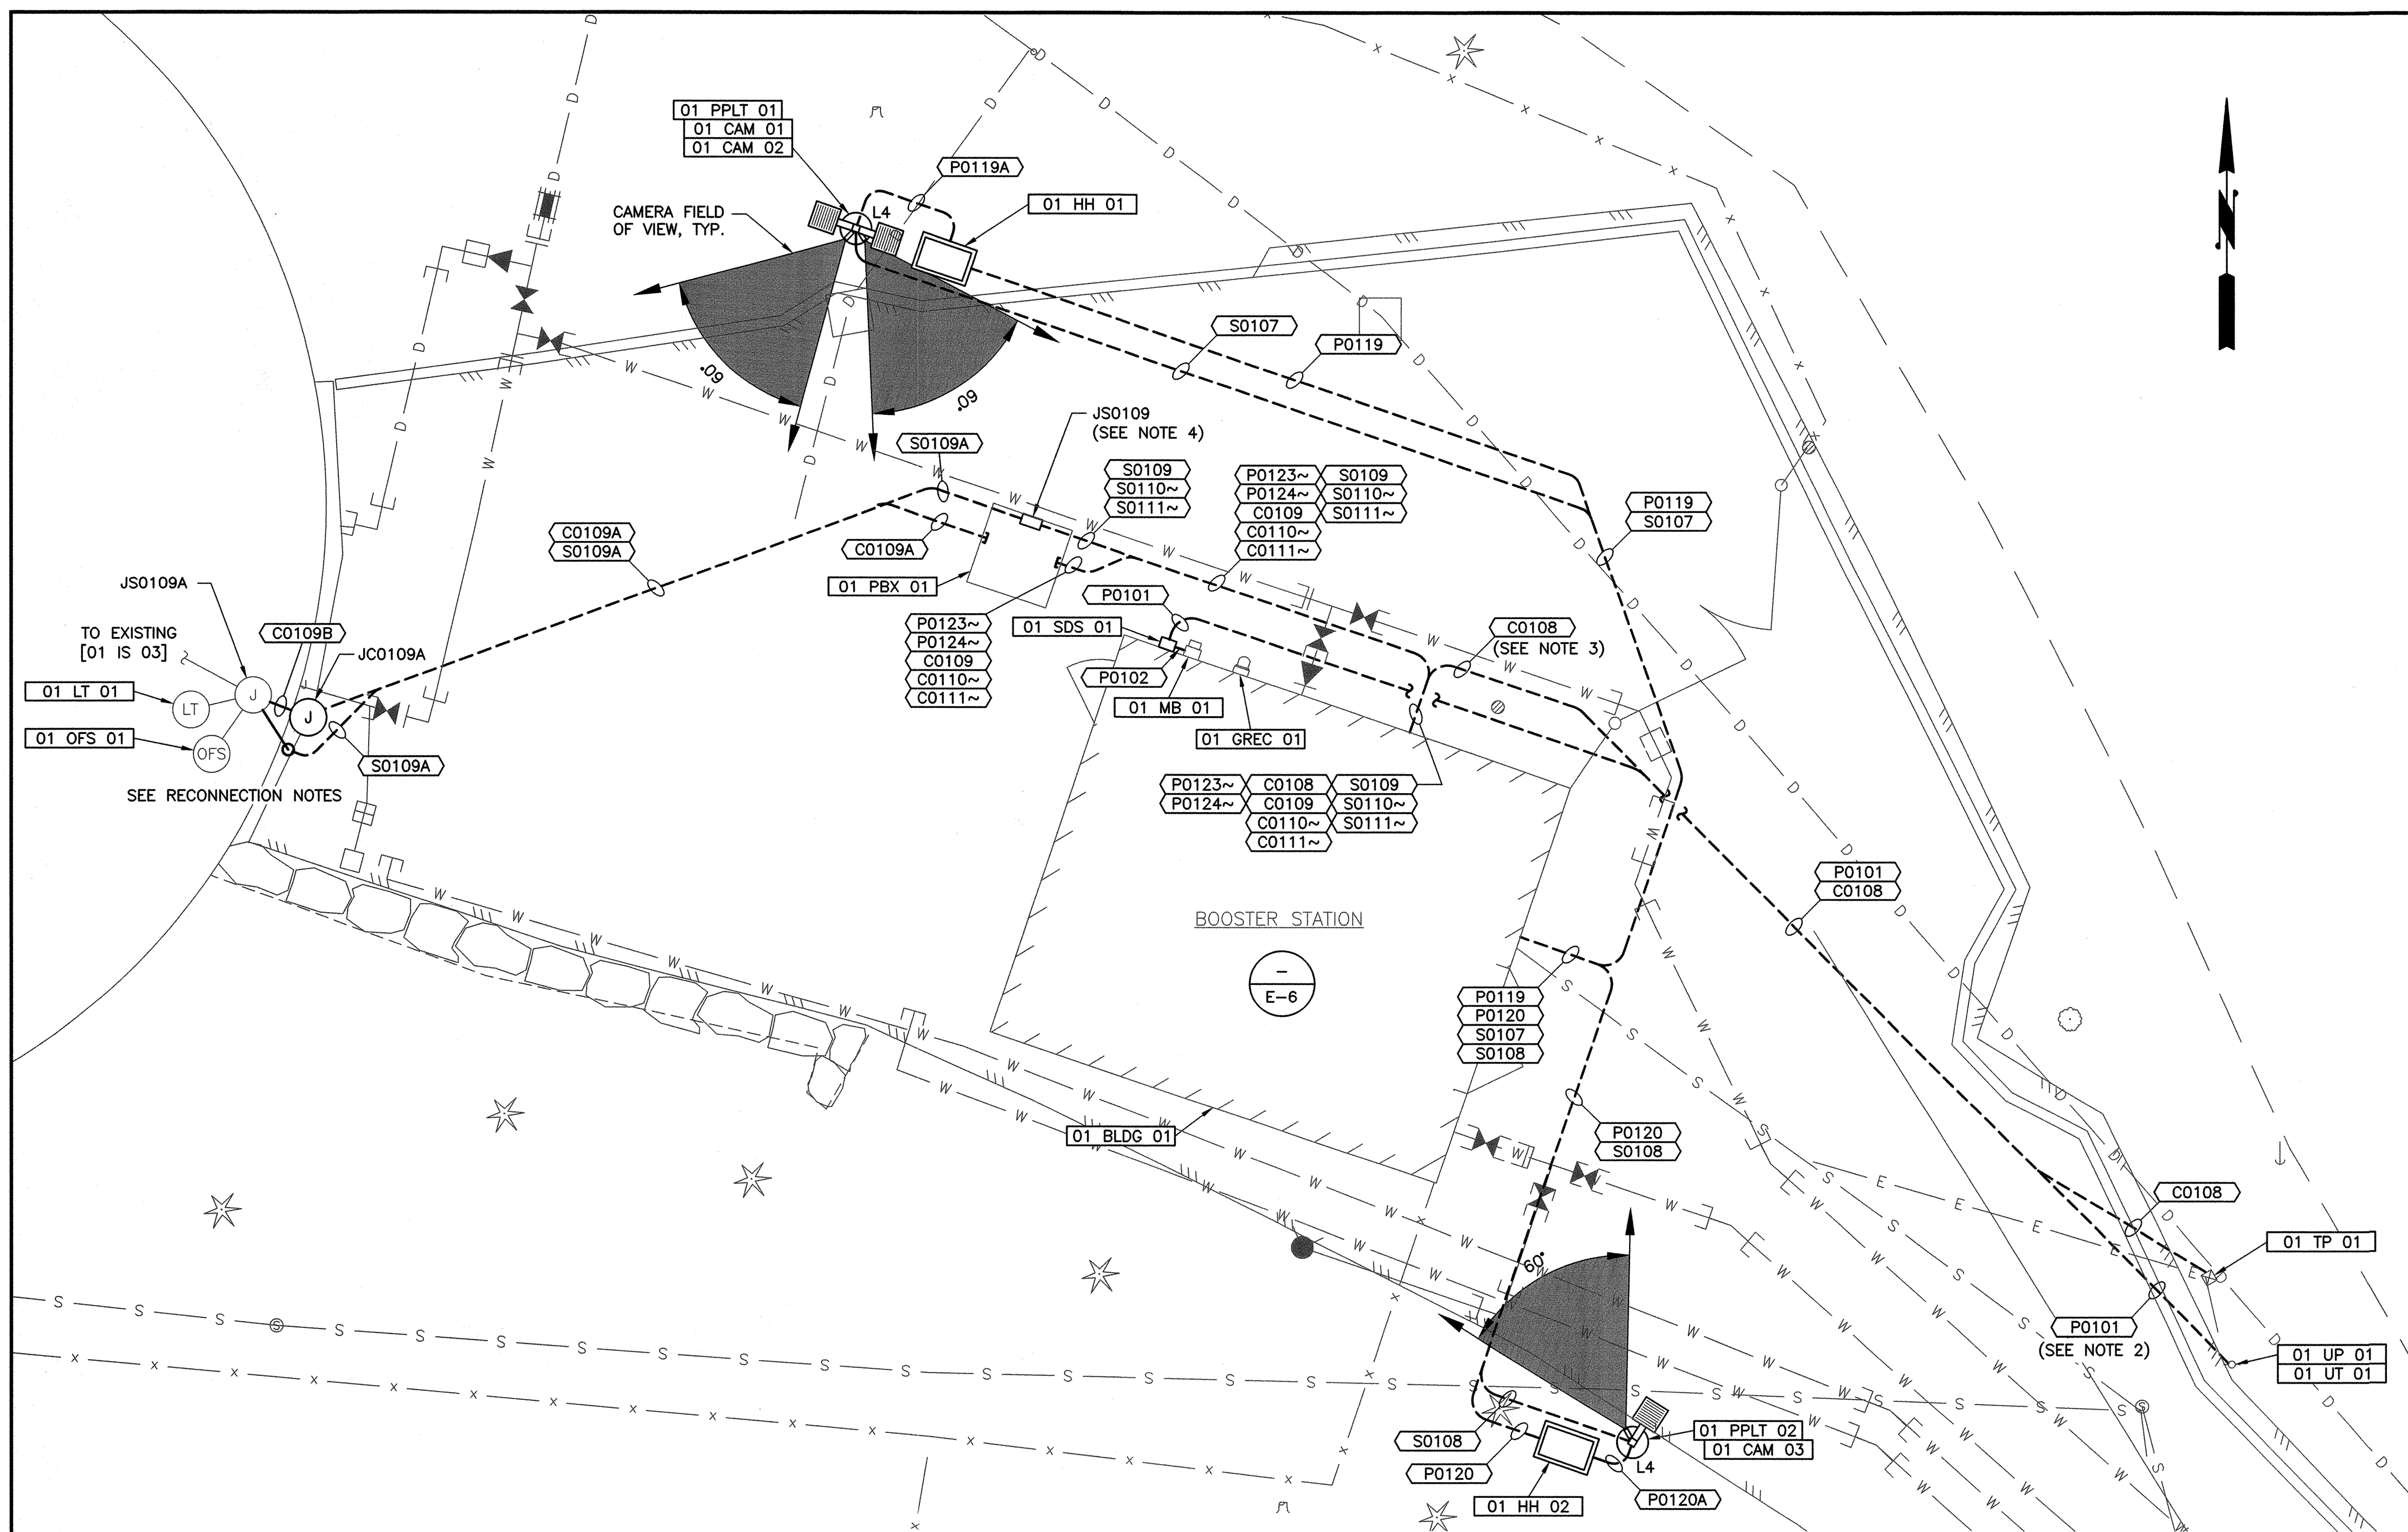 01 PPLT 01
01 CAM 01
01 CAM 02
P0119A
01 HH 01
L4
CAMERA FIELD
OF VIEW, TYP.
N
60°
60°
S0107
P0119
JS0109
(SEE NOTE 4)
S0109A
S0109
S0110~
S0111~
P0123~ S0109
P0124~ S0110~
C0109 S0111~
C0110~
C0111~
P0119
S0107
C0109A
S0109A
C0109A
01 PBX 01
JS0109A
TO EXISTING
[01 IS 03]
C0109B
JC0109A
P0101
01 SDS 01
P0123~
P0124~
C0109
C0110~
C0111~
P0102
01 MB 01
01 GREC 01
C0108
(SEE NOTE 3)
01 LT 01
LT
J
J
01 OFS 01
OFS
S0109A
SEE RECONNECTION NOTES
P0123~ C0108 S0109
P0124~ C0109 S0110~
C0110~ S0111~
C0111~
P0101
C0108
BOOSTER STATION
–
E-6
P0119
P0120
S0107
S0108
01 BLDG 01
P0120
S0108
C0108
01 TP 01
60°
P0101
(SEE NOTE 2)
01 UP 01
01 UT 01
S0108
P0120
01 PPLT 02
01 CAM 03
L4
01 HH 02
P0120A